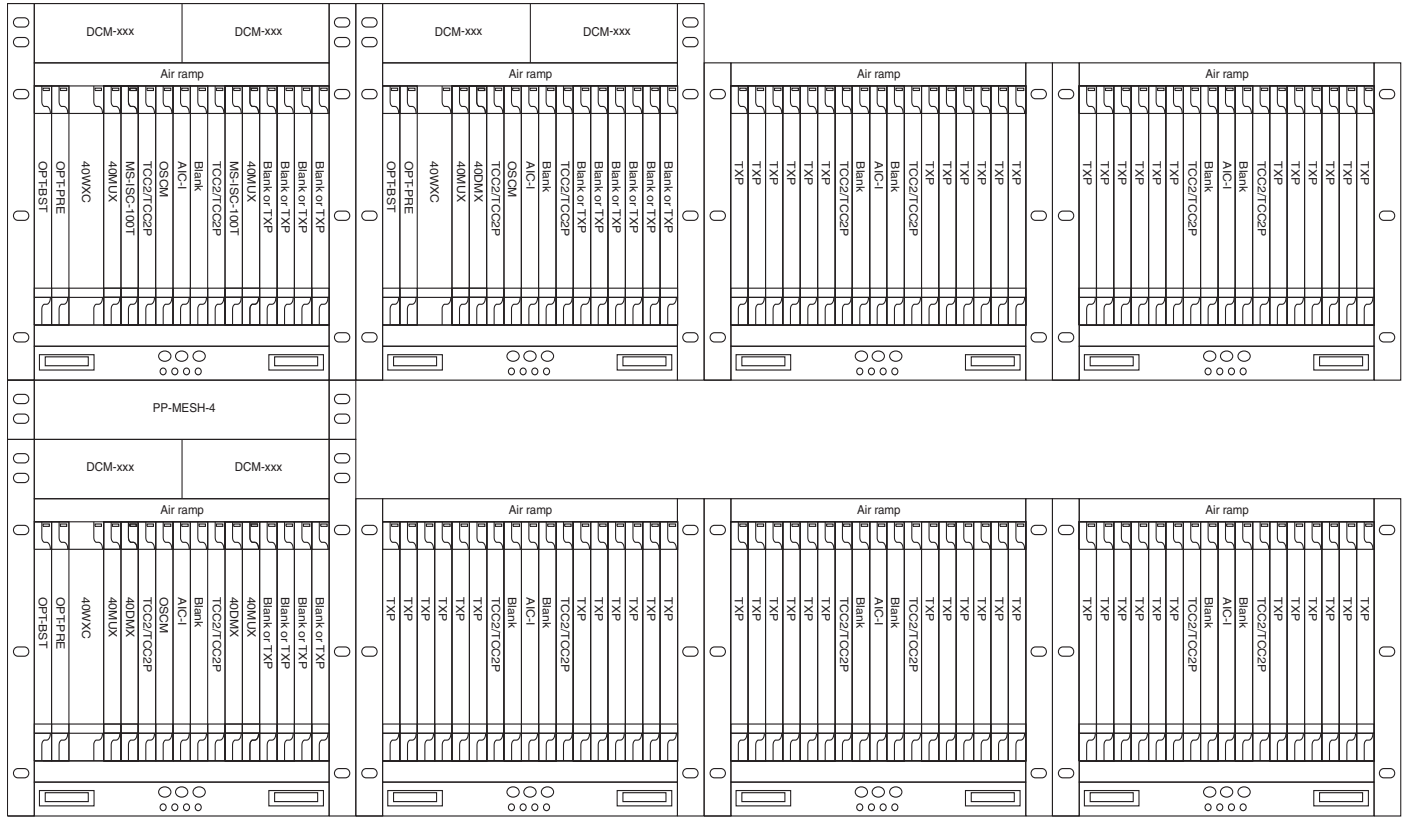 DCM-xxx
DCM-xxx
DCM-xxx
DCM-xxx
Air ramp
Air ramp
Air ramp
Air ramp
OPT-BST
OPT-PRE
40WXC
40MUX
MS-ISC-100T
TCC2/TCC2P
OSCM
AIC-I
Blank
TCC2/TCC2P
MS-ISC-100T
40MUX
Blank or TXP
Blank or TXP
Blank or TXP
Blank or TXP
OPT-BST
OPT-PRE
40WXC
40MUX
40DMX
TCC2/TCC2P
OSCM
AIC-I
Blank
TCC2/TCC2P
Blank or TXP
Blank or TXP
Blank or TXP
Blank or TXP
Blank or TXP
Blank or TXP
TXP
TXP
TXP
TXP
TXP
TXP
TCC2/TCC2P
Blank
AIC-I
Blank
TCC2/TCC2P
TXP
TXP
TXP
TXP
TXP
TXP
TXP
TXP
TXP
TXP
TXP
TXP
TCC2/TCC2P
Blank
AIC-I
Blank
TCC2/TCC2P
TXP
TXP
TXP
TXP
TXP
TXP
PP-MESH-4
DCM-xxx
DCM-xxx
Air ramp
Air ramp
Air ramp
Air ramp
OPT-BST
OPT-PRE
40WXC
40MUX
40DMX
TCC2/TCC2P
OSCM
AIC-I
Blank
TCC2/TCC2P
40DMX
40MUX
Blank or TXP
Blank or TXP
Blank or TXP
Blank or TXP
TXP
TXP
TXP
TXP
TXP
TXP
TCC2/TCC2P
Blank
AIC-I
Blank
TCC2/TCC2P
TXP
TXP
TXP
TXP
TXP
TXP
TXP
TXP
TXP
TXP
TXP
TXP
TCC2/TCC2P
Blank
AIC-I
Blank
TCC2/TCC2P
TXP
TXP
TXP
TXP
TXP
TXP
TXP
TXP
TXP
TXP
TXP
TXP
TCC2/TCC2P
Blank
AIC-I
Blank
TCC2/TCC2P
TXP
TXP
TXP
TXP
TXP
TXP